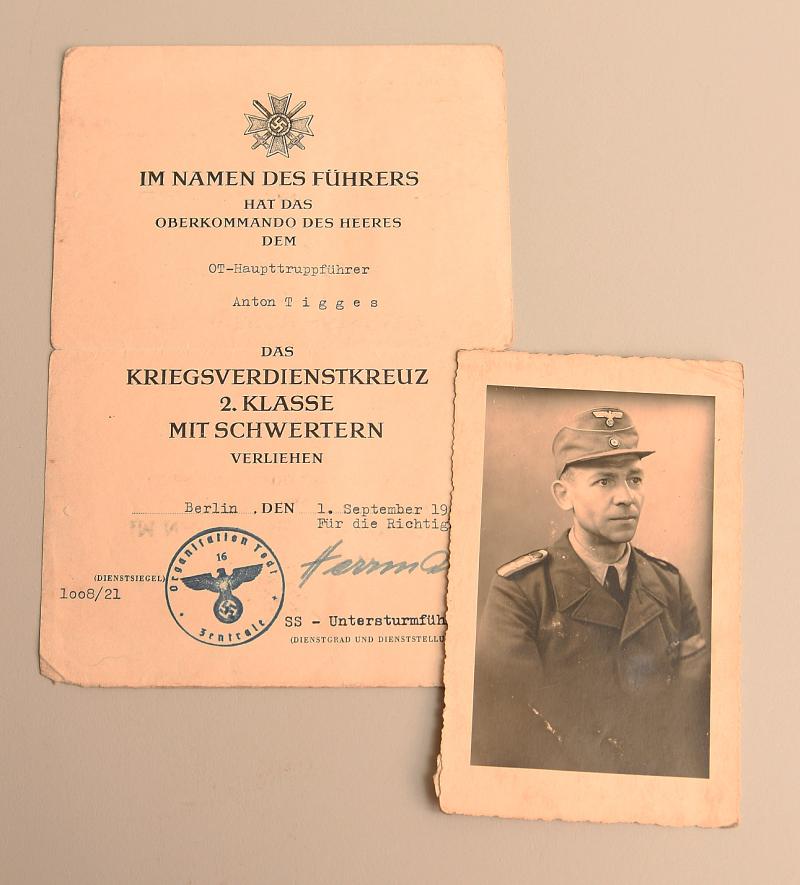 IM NAMEN DES FÜHRERS
HAT DAS
OBERKOMMANDO DES HEERES
DEM
OT-Haupttruppführer
Anton T i g g e s
DAS
KRIEGSVERDIENSTKREUZ
2. KLASSE
MIT SCHWERTERN
VERLIEHEN
Berlin , DEN 1. September 19
Für die Richtig
Organisation Todt
16
Zentrale
(DIENSTSIEGEL)
1oo8/21
SS - Untersturmfüh
(DIENSTGRAD UND DIENSTSTELLU